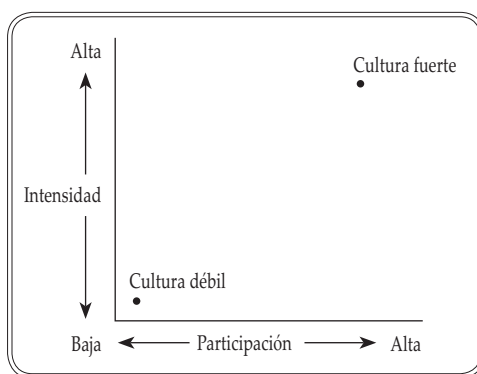 Alta
Cultura fuerte
Intensidad
Cultura débil
Baja Participación Alta